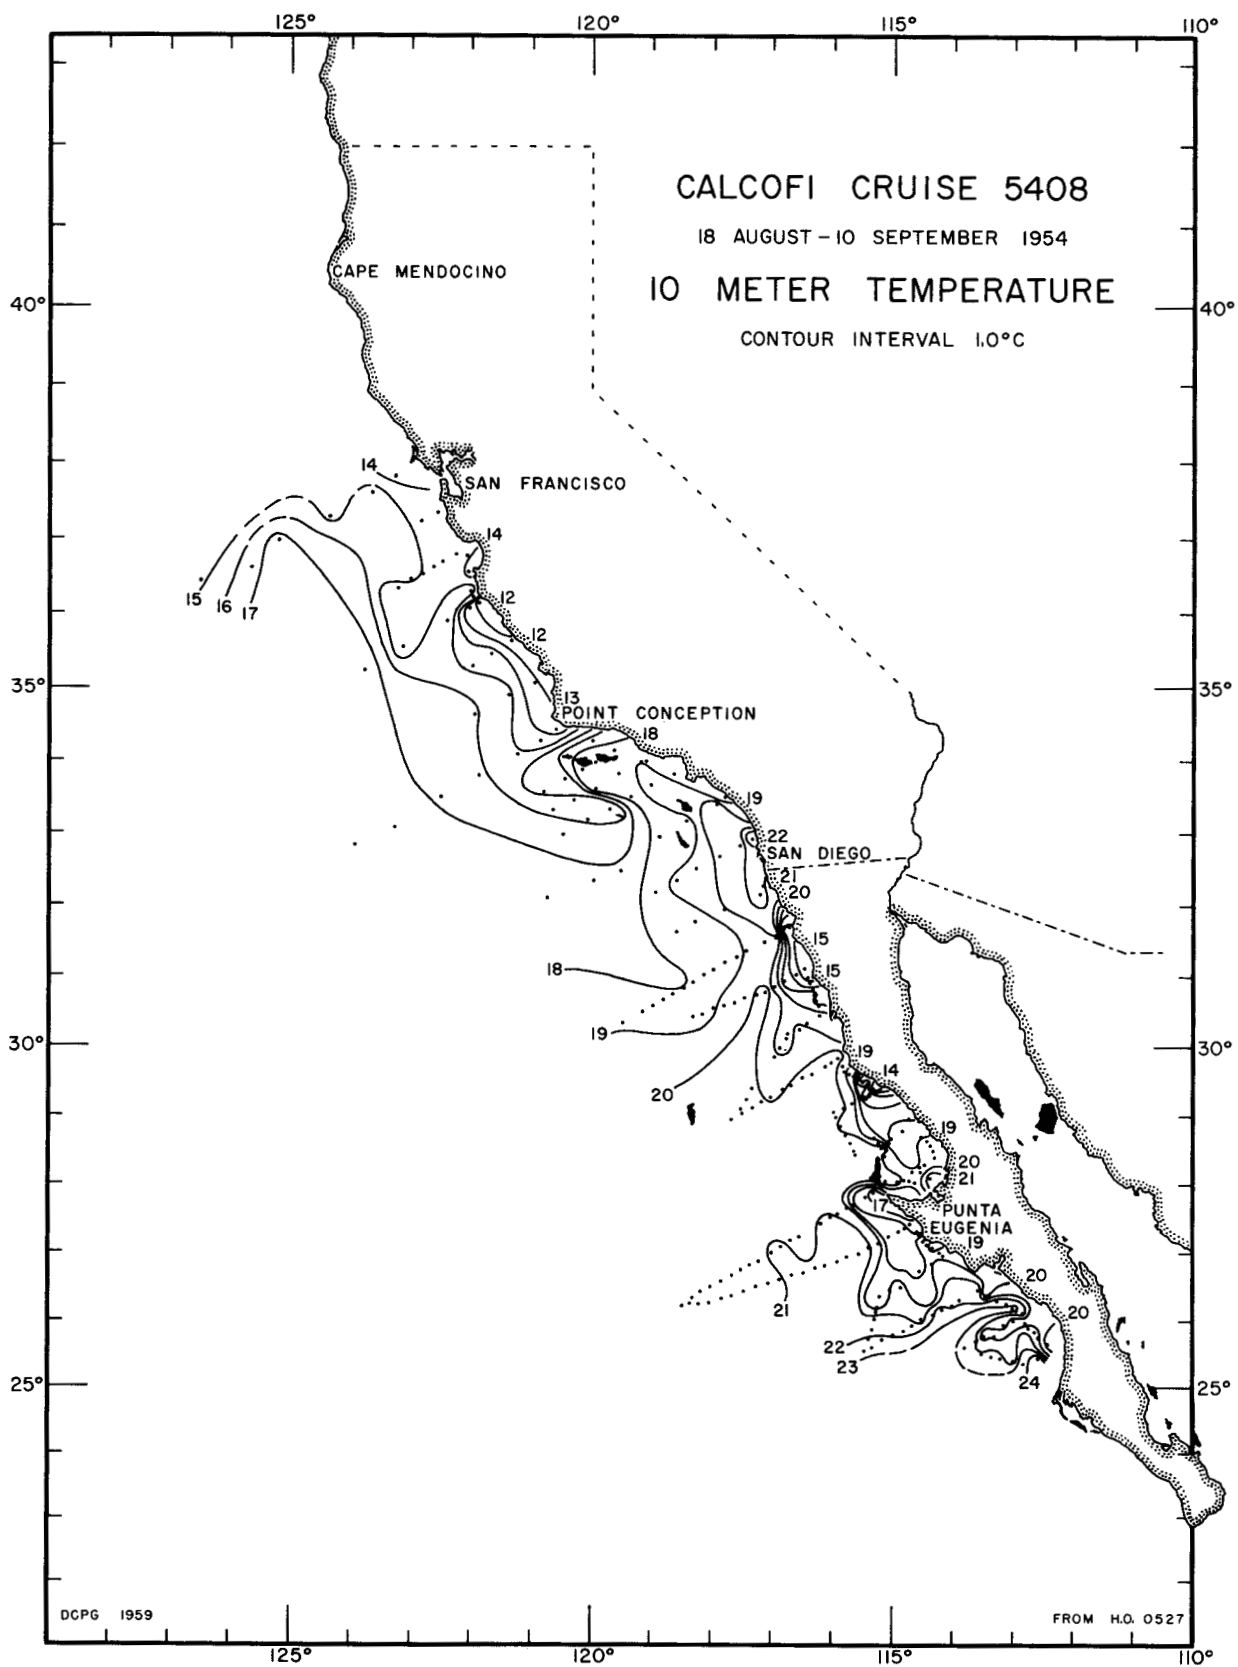 125° 120° 115° 110°
CALCOFI CRUISE 5408
18 AUGUST – 10 SEPTEMBER 1954
CAPE MENDOCINO
10 METER TEMPERATURE
40° 40°
CONTOUR INTERVAL 1.0°C
14
SAN FRANCISCO
14
15 16 17
12
12
35° 35°
13
POINT CONCEPTION
18
19
22
SAN DIEGO
21
20
15
18
15
19
30° 30°
19
14
20
19
20
21
17
PUNTA
EUGENIA
19
20
21
20
22
23
24
25° 25°
DCPG 1959
FROM H.O. 0527
125° 120° 115° 110°